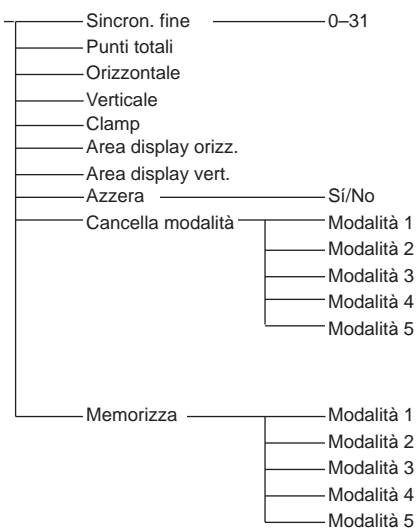 Sincron. fine 0–31
Punti totali
Orizzontale
Verticale
Clamp
Area display orizz.
Area display vert.
Azzera Sí/No
Cancella modalità Modalità 1
Modalità 2
Modalità 3
Modalità 4
Modalità 5
Memorizza Modalità 1
Modalità 2
Modalità 3
Modalità 4
Modalità 5